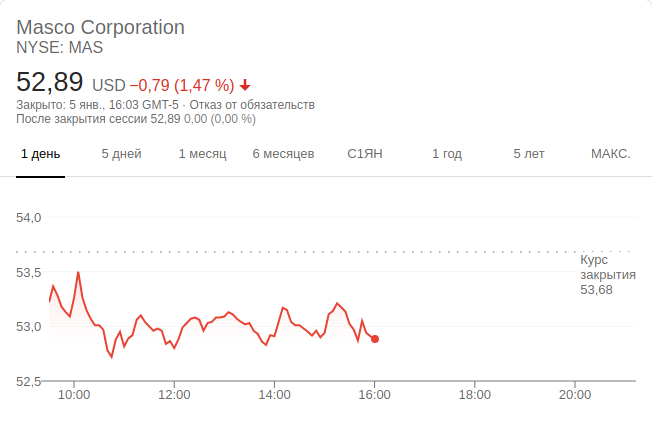 Masco Corporation
NYSE: MAS
52,89 USD −0,79 (1,47 %)
Закрыто: 5 янв., 16:03 GMT-5 · Отказ от обязательств
После закрытия сессии 52,89 0,00 (0,00 %)
1 день 5 дней 1 месяц 6 месяцев С1ЯН 1 год 5 лет МАКС.
54,0
Курс
закрытия
53,68
53,5
53,0
52,5
10:00 12:00 14:00 16:00 18:00 20:00